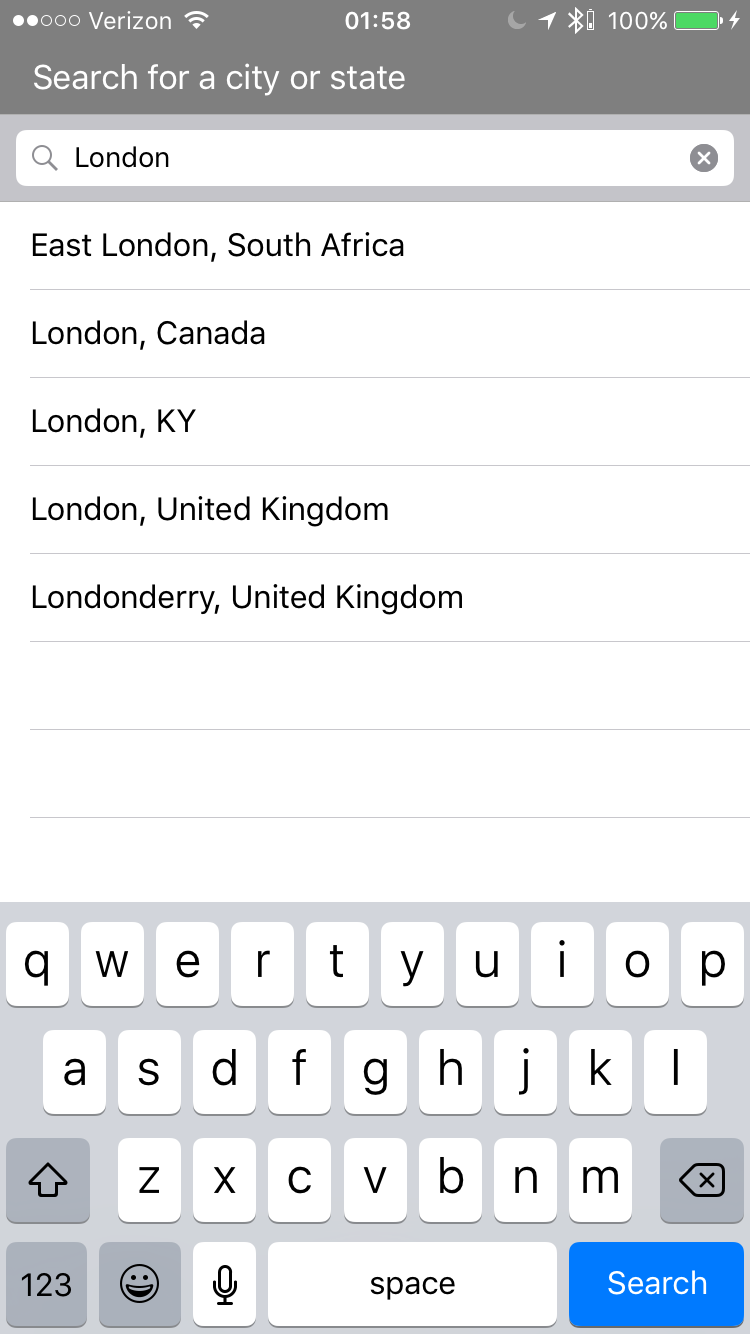 Verizon 01:58 100%
Search for a city or state
London
East London, South Africa
London, Canada
London, KY
London, United Kingdom
Londonderry, United Kingdom
q w e r t y u i o p
a s d f g h j k l
z x c v b n m
123 space Search